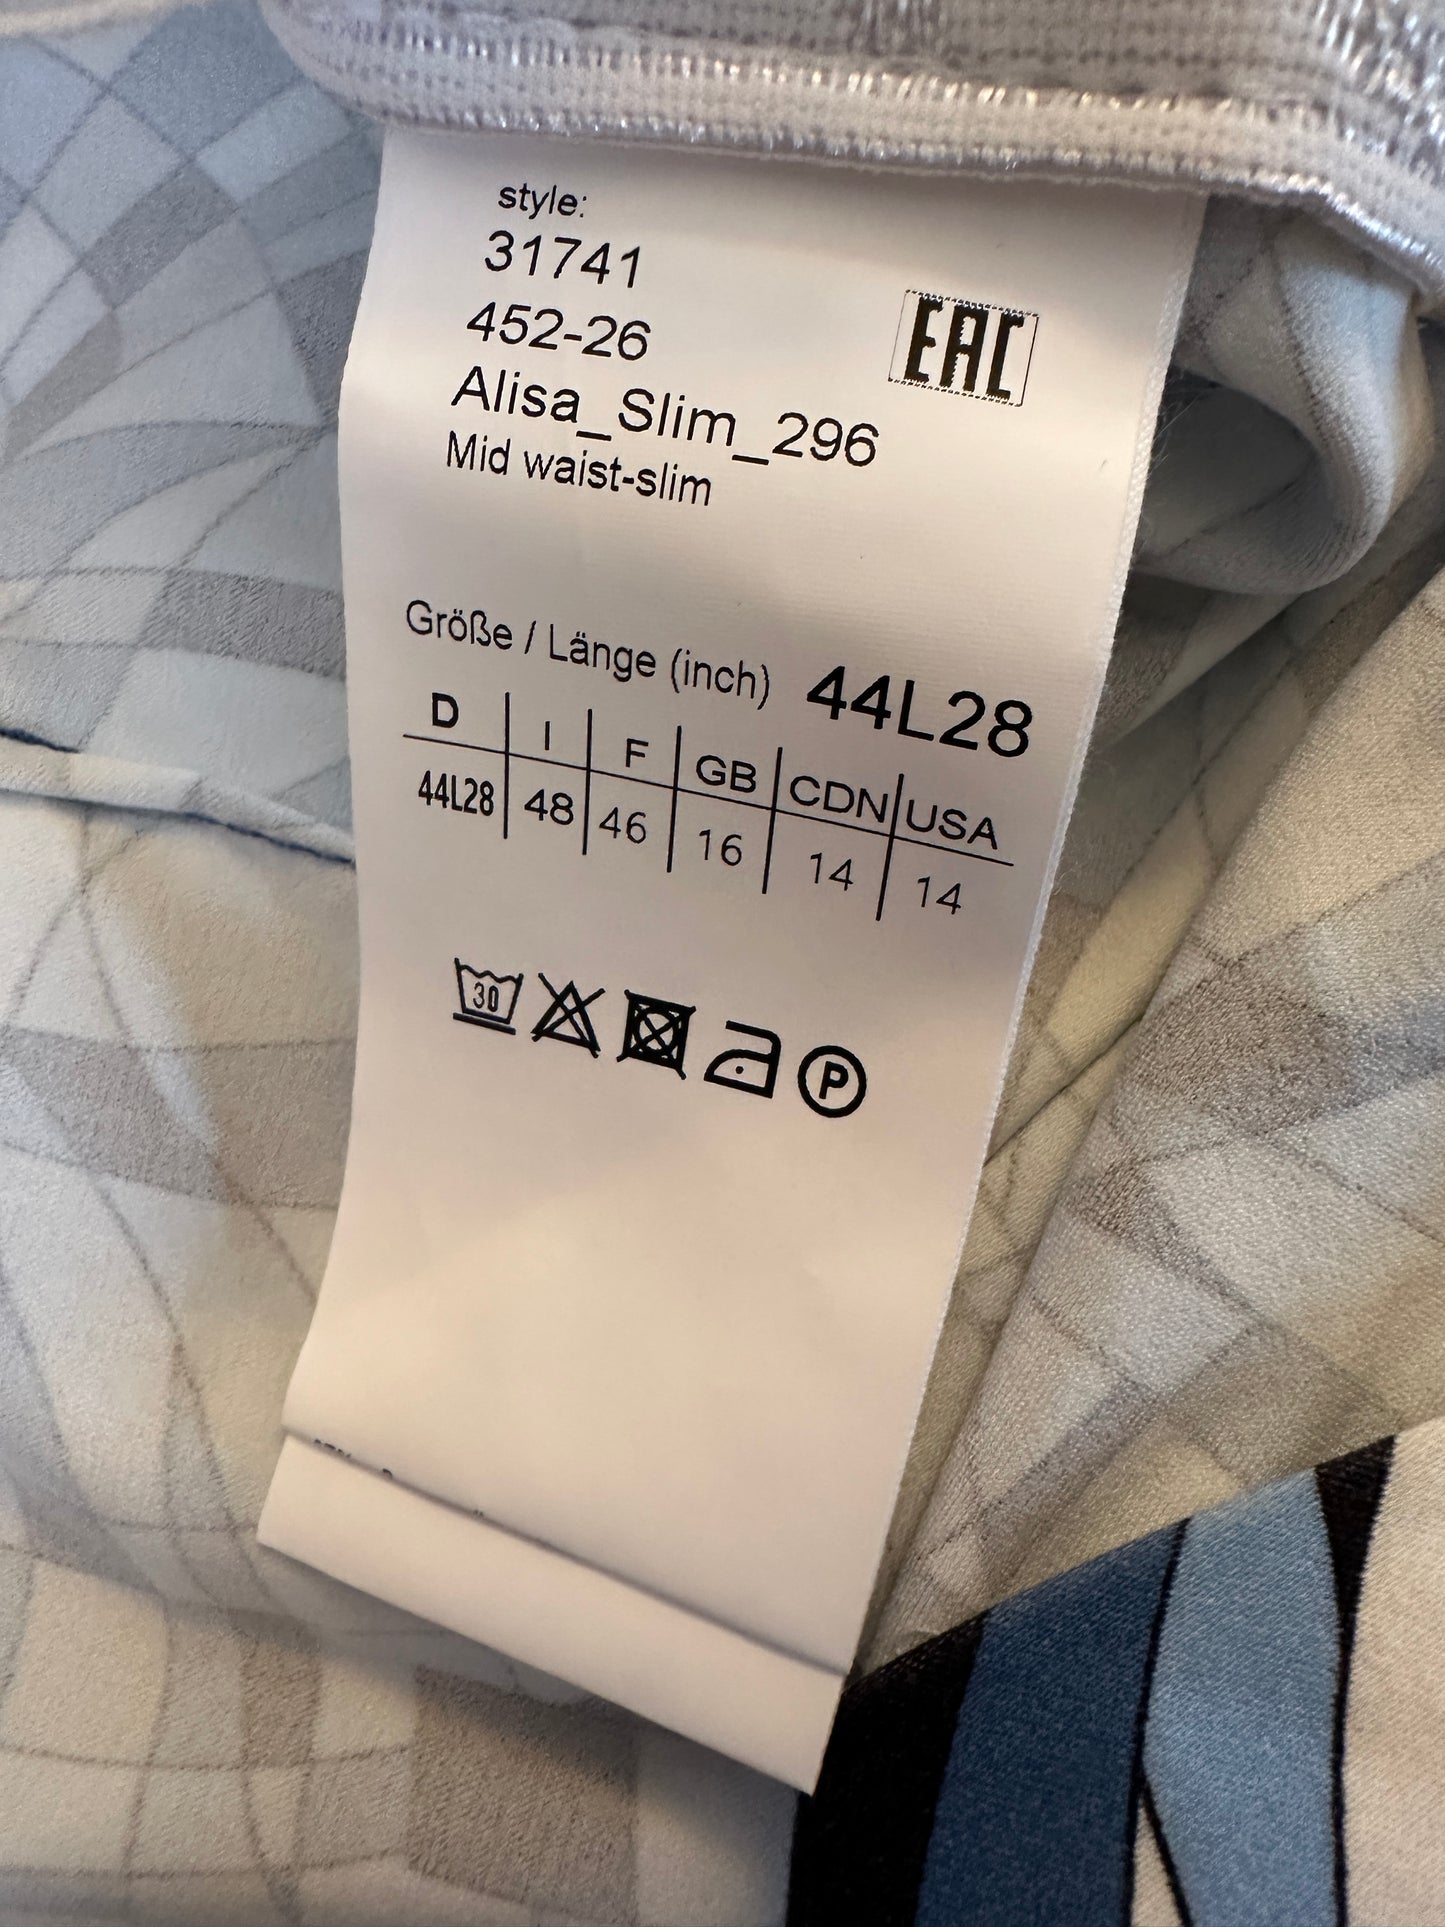 style:
31741
452-26
EAC
Alisa_Slim_296
Mid waist-slim
Größe / Länge (inch) 44L28
D I F GB CDN USA
44L28 48 46 16 14 14
30
P